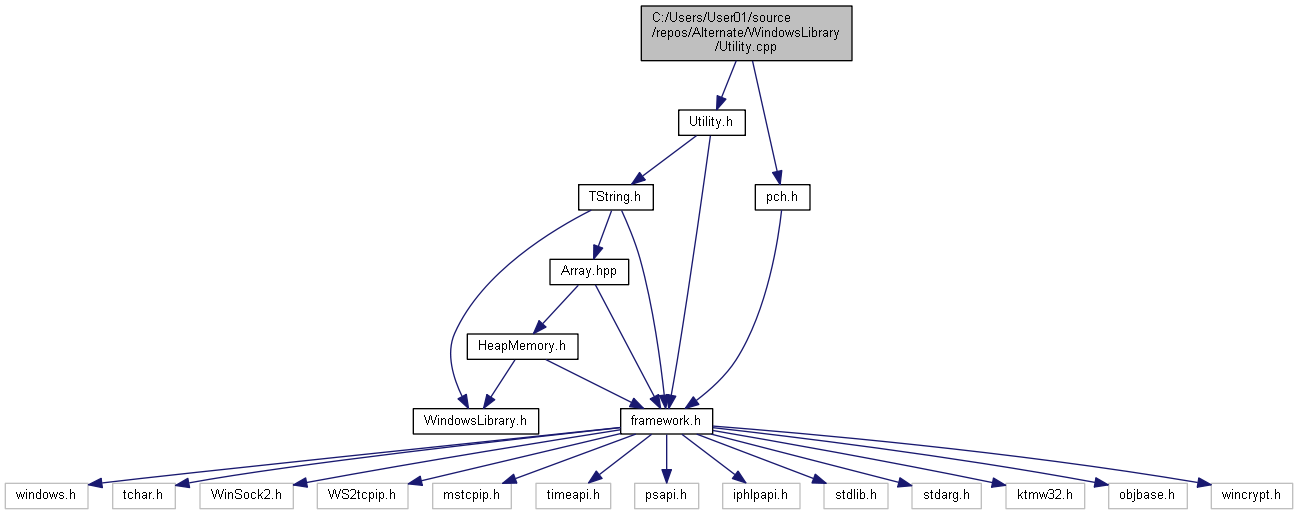 C:/Users/User01/source
/repos/Alternate/WindowsLibrary
/Utility.cpp
Utility.h
TString.h
pch.h
Array.hpp
HeapMemory.h
WindowsLibrary.h
framework.h
windows.h
tchar.h
WinSock2.h
WS2tcpip.h
mstcpip.h
timeapi.h
psapi.h
iphlpapi.h
stdlib.h
stdarg.h
ktmw32.h
objbase.h
wincrypt.h